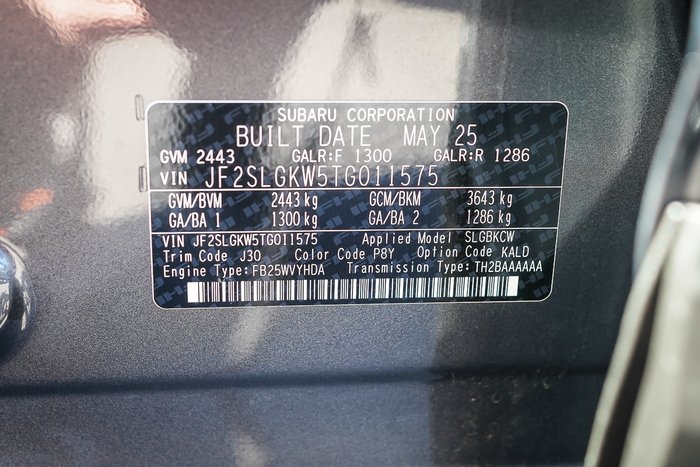 SUBARU CORPORATION
BUILT DATE MAY 25
GVM 2443 GALR:F 1300 GALR:R 1286
VIN JF2SLGKW5TG011575
GVM/BVM 2443 kg GCM/BKM 3643 kg
GA/BA 1 1300 kg GA/BA 2 1286 kg
VIN JF2SLGKW5TG011575 Applied Model SLGBKCW
Trim Code J30 Color Code P8Y Option Code KALD
Engine Type:FB25WVYHDA Transmission Type:TH2BAAAAAA